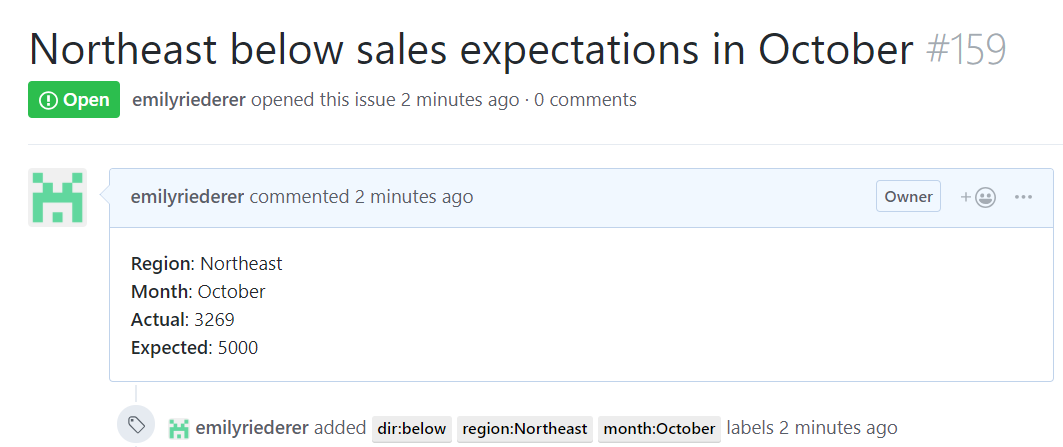 Northeast below sales expectations in October #159
Open emilyriederer opened this issue 2 minutes ago · 0 comments
emilyriederer commented 2 minutes ago Owner
Region: Northeast
Month: October
Actual: 3269
Expected: 5000
emilyriederer added dir:below region:Northeast month:October labels 2 minutes ago